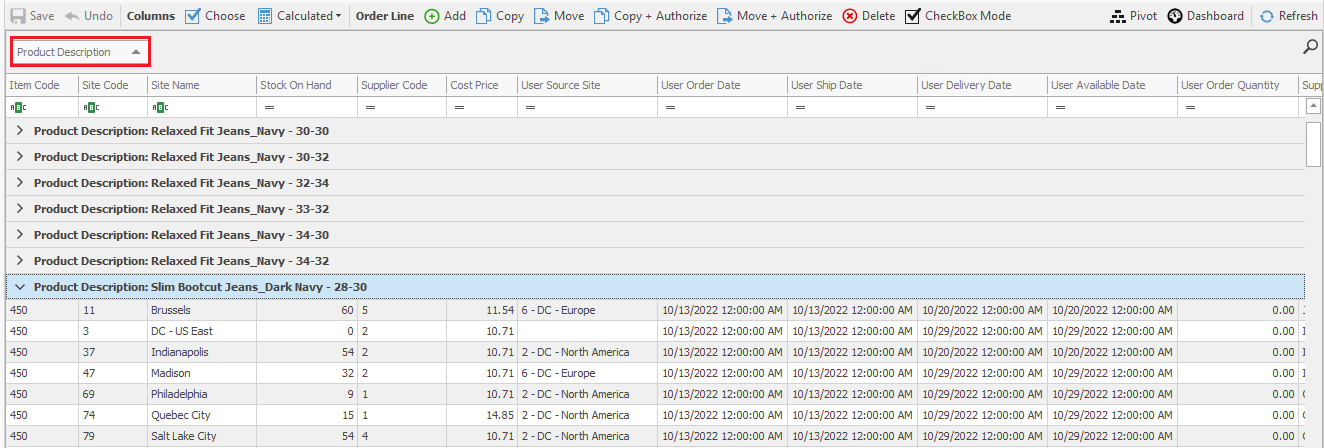 Save Undo Columns Choose Calculated Order Line Add Copy Move Copy + Authorize Move + Authorize Delete CheckBox Mode Pivot Dashboard Refresh
Product Description
Item Code Site Code Site Name Stock On Hand Supplier Code Cost Price User Source Site User Order Date User Ship Date User Delivery Date User Available Date User Order Quantity Supp
ABC ABC ABC = = = = = = = = =
Product Description: Relaxed Fit Jeans_Navy - 30-30
Product Description: Relaxed Fit Jeans_Navy - 30-32
Product Description: Relaxed Fit Jeans_Navy - 32-34
Product Description: Relaxed Fit Jeans_Navy - 33-32
Product Description: Relaxed Fit Jeans_Navy - 34-30
Product Description: Relaxed Fit Jeans_Navy - 34-32
Product Description: Slim Bootcut Jeans_Dark Navy - 28-30
450 11 Brussels 60 5 11.54 6 - DC - Europe 10/13/2022 12:00:00 AM 10/13/2022 12:00:00 AM 10/20/2022 12:00:00 AM 10/20/2022 12:00:00 AM 0.00
450 3 DC - US East 0 2 10.71 10/13/2022 12:00:00 AM 10/13/2022 12:00:00 AM 10/29/2022 12:00:00 AM 10/29/2022 12:00:00 AM 0.00
450 37 Indianapolis 54 2 10.71 2 - DC - North America 10/13/2022 12:00:00 AM 10/13/2022 12:00:00 AM 10/29/2022 12:00:00 AM 10/29/2022 12:00:00 AM 0.00
450 47 Madison 32 2 10.71 6 - DC - Europe 10/13/2022 12:00:00 AM 10/13/2022 12:00:00 AM 10/29/2022 12:00:00 AM 10/29/2022 12:00:00 AM 0.00
450 69 Philadelphia 9 1 10.71 2 - DC - North America 10/13/2022 12:00:00 AM 10/13/2022 12:00:00 AM 10/29/2022 12:00:00 AM 10/29/2022 12:00:00 AM 0.00
450 74 Quebec City 15 1 14.85 2 - DC - North America 10/13/2022 12:00:00 AM 10/13/2022 12:00:00 AM 10/29/2022 12:00:00 AM 10/29/2022 12:00:00 AM 0.00
450 79 Salt Lake City 54 4 10.71 2 - DC - North America 10/13/2022 12:00:00 AM 10/13/2022 12:00:00 AM 10/29/2022 12:00:00 AM 10/29/2022 12:00:00 AM 0.00